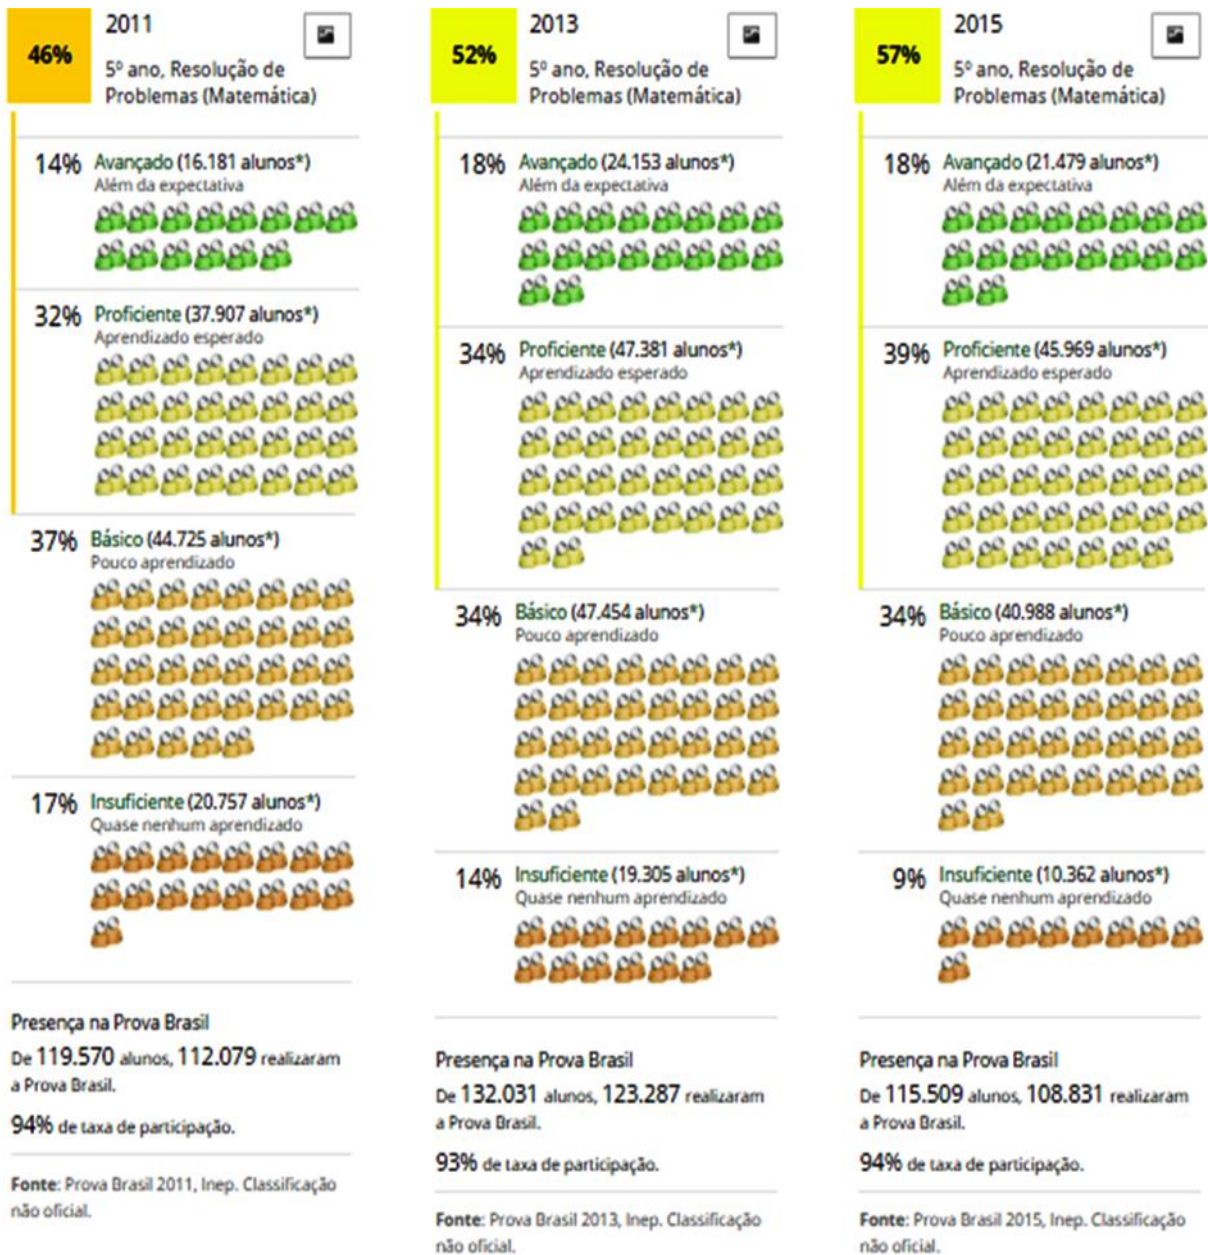 46%
2011
5º ano, Resolução de
Problemas (Matemática)
14% Avançado (16.181 alunos*)
Além da expectativa
32% Proficiente (37.907 alunos*)
Aprendizado esperado
37% Básico (44.725 alunos*)
Pouco aprendizado
17% Insuficiente (20.757 alunos*)
Quase nenhum aprendizado
Presença na Prova Brasil
De 119.570 alunos, 112.079 realizaram
a Prova Brasil.
94% de taxa de participação.
Fonte: Prova Brasil 2011, Inep. Classificação
não oficial.
52%
2013
5º ano, Resolução de
Problemas (Matemática)
18% Avançado (24.153 alunos*)
Além da expectativa
34% Proficiente (47.381 alunos*)
Aprendizado esperado
34% Básico (47.454 alunos*)
Pouco aprendizado
14% Insuficiente (19.305 alunos*)
Quase nenhum aprendizado
Presença na Prova Brasil
De 132.031 alunos, 123.287 realizaram
a Prova Brasil.
93% de taxa de participação.
Fonte: Prova Brasil 2013, Inep. Classificação
não oficial.
57%
2015
5º ano, Resolução de
Problemas (Matemática)
18% Avançado (21.479 alunos*)
Além da expectativa
39% Proficiente (45.969 alunos*)
Aprendizado esperado
34% Básico (40.988 alunos*)
Pouco aprendizado
9% Insuficiente (10.362 alunos*)
Quase nenhum aprendizado
Presença na Prova Brasil
De 115.509 alunos, 108.831 realizaram
a Prova Brasil.
94% de taxa de participação.
Fonte: Prova Brasil 2015, Inep. Classificação
não oficial.